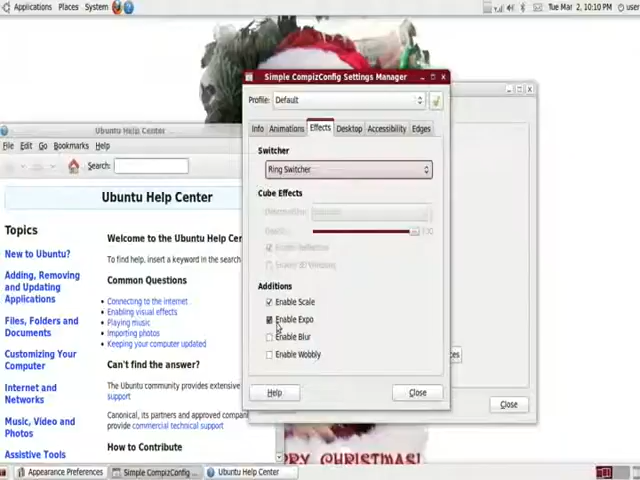 Applications Places System
Tue Mar 2, 10:10 PM user
Simple CompizConfig Settings Manager
Profile: Default
Info Animations Effects Desktop Accessibility Edges
Switcher
Ring Switcher
Cube Effects
Additions
Enable Scale
Enable Expo
Enable Blur
Enable Wobbly
Help Close
Close
Ubuntu Help Center
File Edit Go Bookmarks Help
Search:
Ubuntu Help Center
Topics
New to Ubuntu?
Adding, Removing
and Updating
Applications
Files, Folders and
Documents
Customizing Your
Computer
Internet and
Networks
Music, Video and
Photos
Assistive Tools
Welcome to the Ubuntu Help Cer
To find help, insert a keyword in the search
Common Questions
Connecting to the internet
Enabling visual effects
Playing music
Importing photos
Keeping your computer updated
Can't find the answer?
The Ubuntu community provides extensive
support
Canonical, its partners and approved compan
provide commercial technical support
How to Contribute
RY CHRISTMAS!
Appearance Preferences Simple CompizConfig ... Ubuntu Help Center